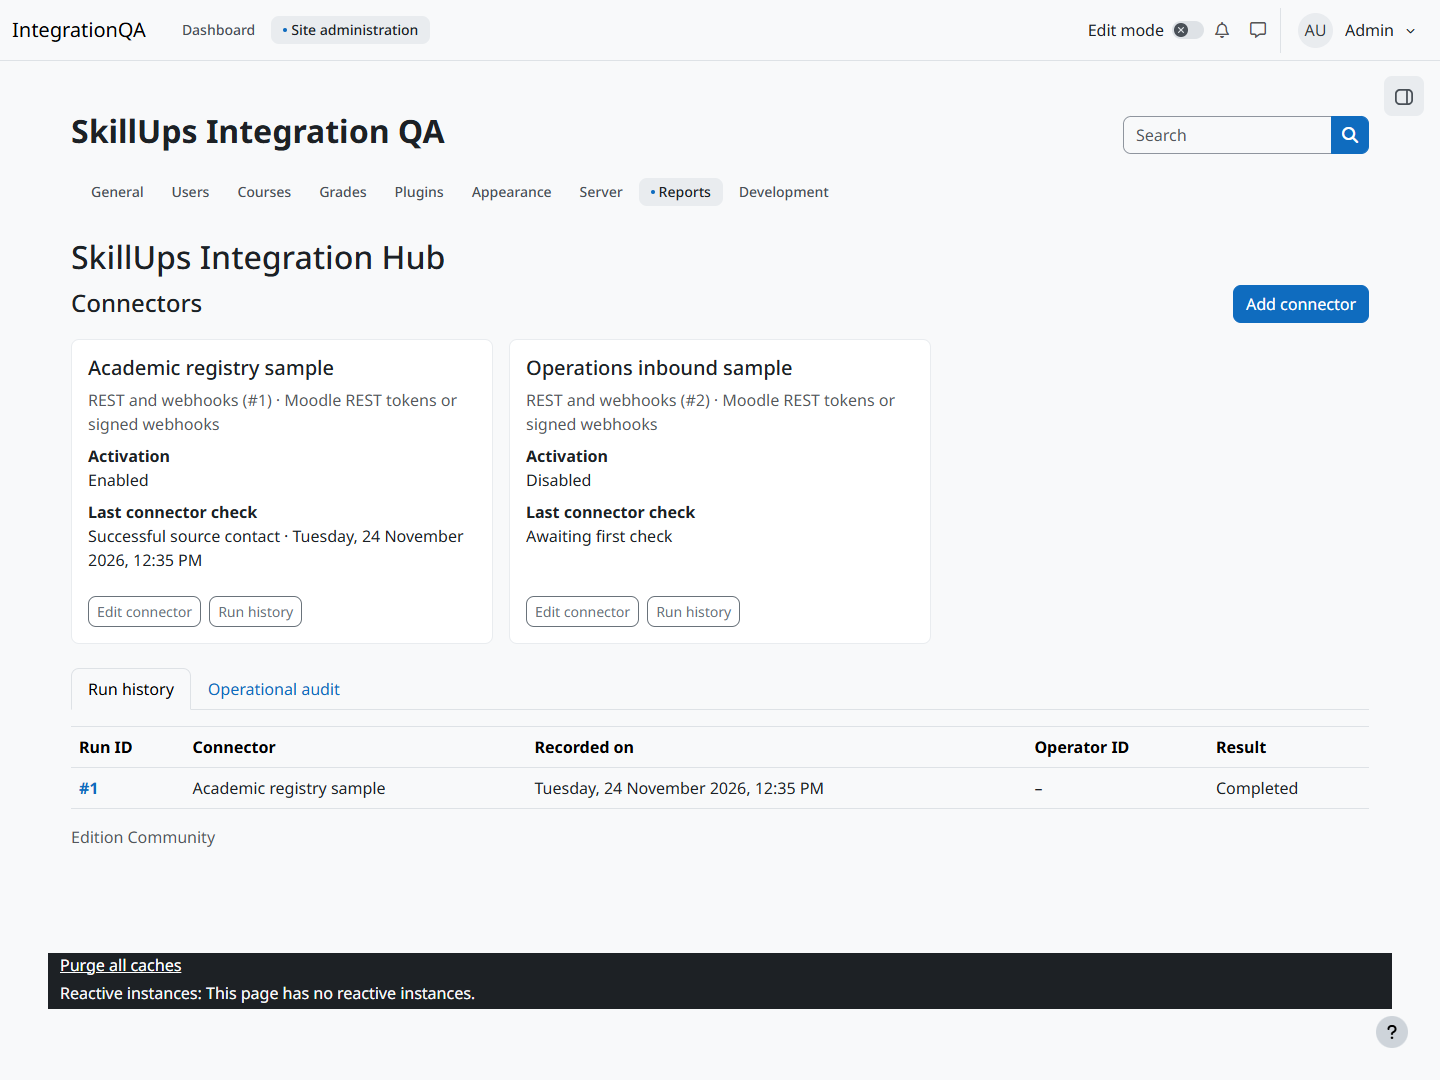 IntegrationQA
Dashboard
Site administration
Edit mode
AU
Admin
SkillUps Integration QA
Search
General
Users
Courses
Grades
Plugins
Appearance
Server
Reports
Development
SkillUps Integration Hub
Connectors
Add connector
Academic registry sample
REST and webhooks (#1) · Moodle REST tokens or
signed webhooks
Activation
Enabled
Last connector check
Successful source contact · Tuesday, 24 November
2026, 12:35 PM
Edit connector
Run history
Operations inbound sample
REST and webhooks (#2) · Moodle REST tokens or
signed webhooks
Activation
Disabled
Last connector check
Awaiting first check
Edit connector
Run history
Run history
Operational audit
Run ID
Connector
Recorded on
Operator ID
Result
#1
Academic registry sample
Tuesday, 24 November 2026, 12:35 PM
–
Completed
Edition Community
Purge all caches
Reactive instances: This page has no reactive instances.
?